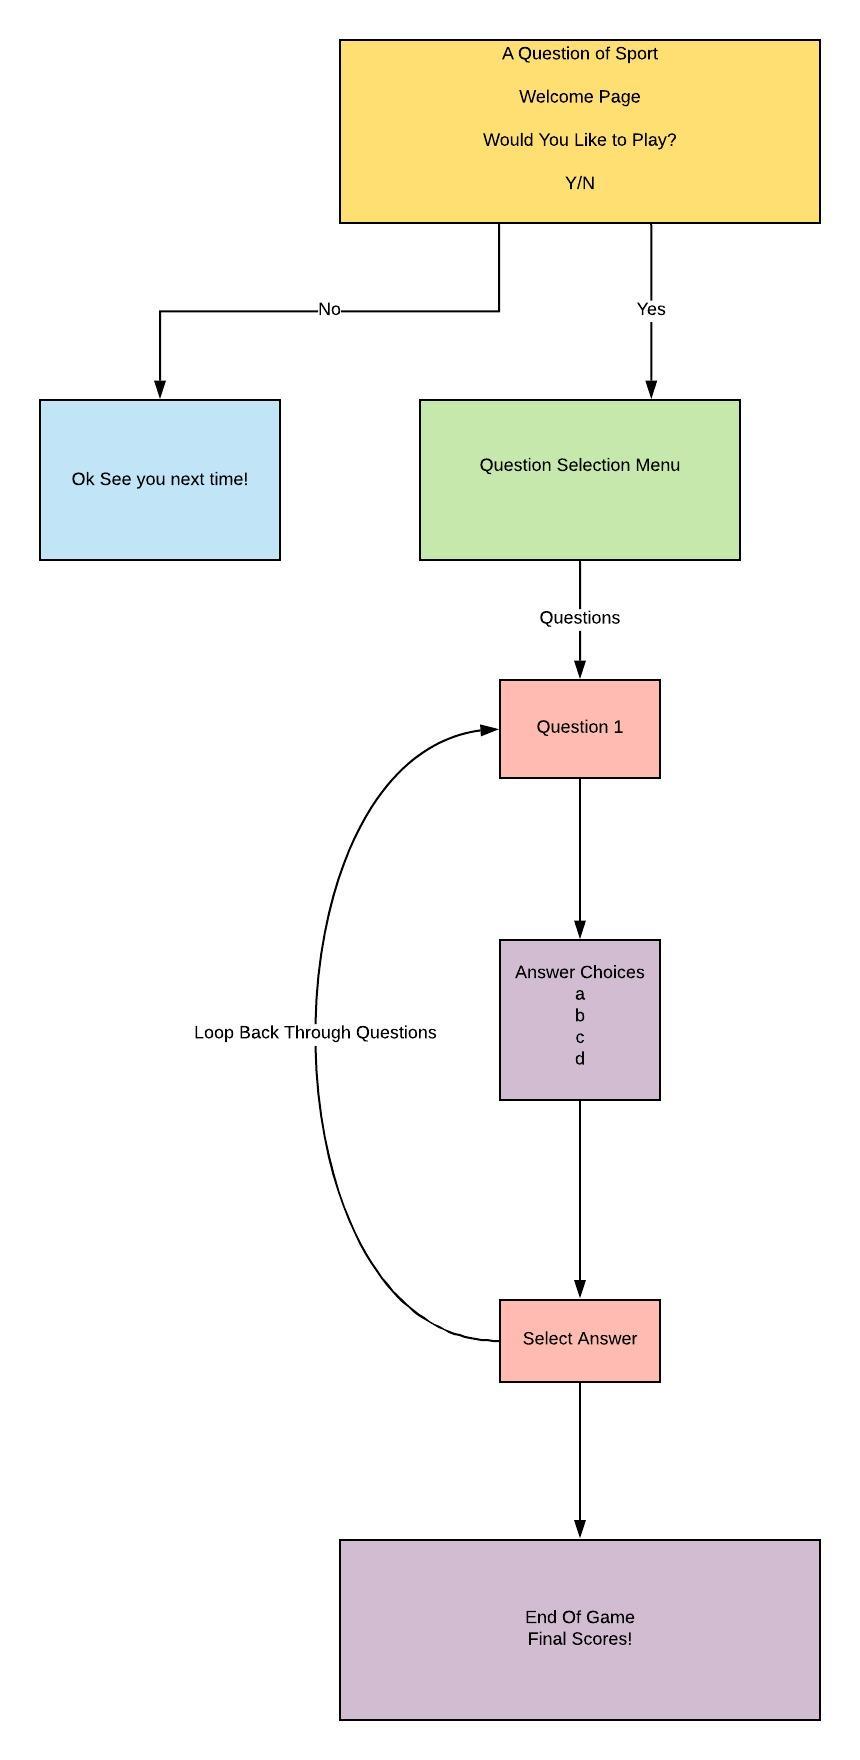 A Question of Sport
Welcome Page
Would You Like to Play?
Y/N
No
Yes
Ok See you next time!
Question Selection Menu
Questions
Question 1
Answer Choices
a
b
c
d
Loop Back Through Questions
Select Answer
End Of Game
Final Scores!